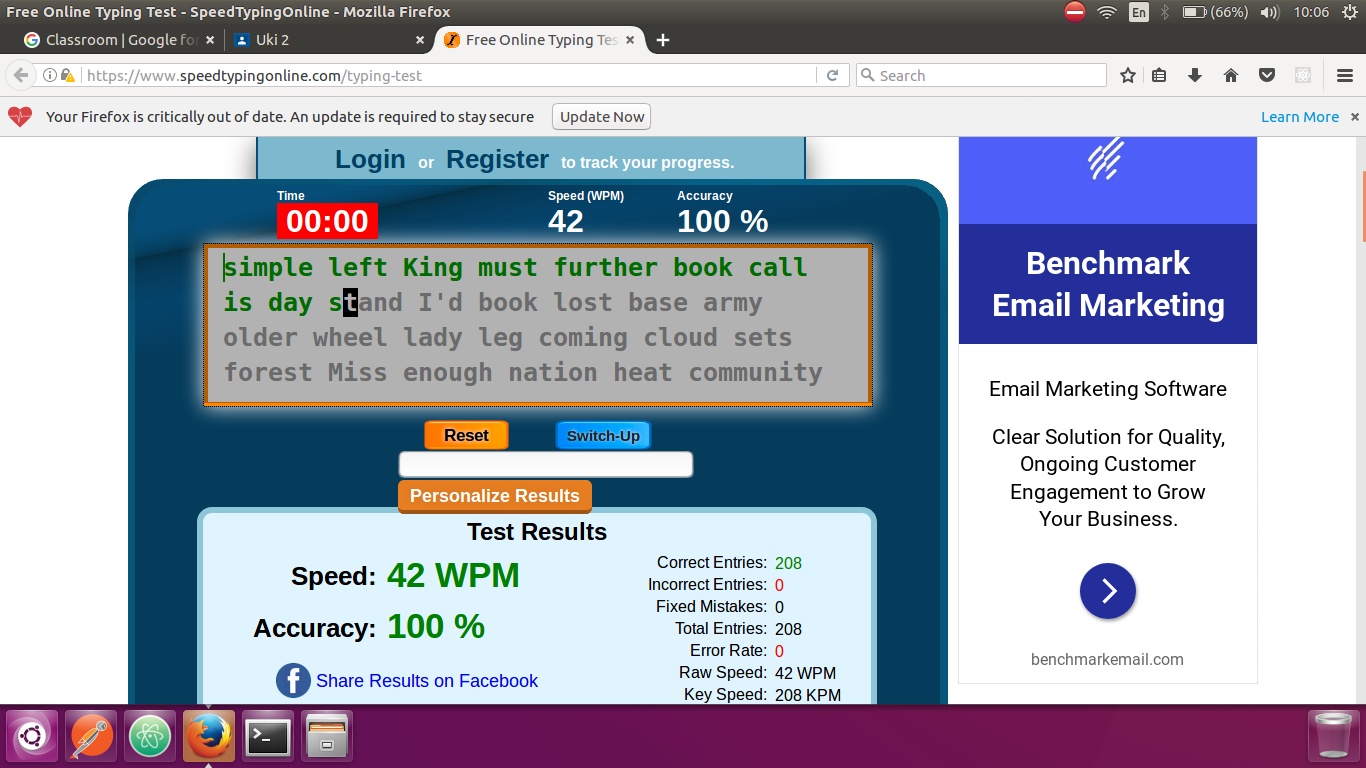 Free Online Typing Test - SpeedTypingOnline - Mozilla Firefox
En
(66%)
10:06
Classroom | Google for
Uki 2
Free Online Typing Tes
https://www.speedtypingonline.com/typing-test
Search
Your Firefox is critically out of date. An update is required to stay secure
Update Now
Learn More
Login or Register to track your progress.
Time
Speed (WPM)
Accuracy
00:00
42
100 %
simple left King must further book call
is day stand I'd book lost base army
older wheel lady leg coming cloud sets
forest Miss enough nation heat community
Reset
Switch-Up
Personalize Results
Test Results
Speed: 42 WPM
Accuracy: 100 %
Share Results on Facebook
Correct Entries: 208
Incorrect Entries: 0
Fixed Mistakes: 0
Total Entries: 208
Error Rate: 0
Raw Speed: 42 WPM
Key Speed: 208 KPM
Benchmark
Email Marketing
Email Marketing Software
Clear Solution for Quality,
Ongoing Customer
Engagement to Grow
Your Business.
benchmarkemail.com